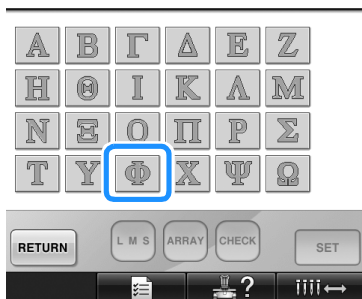 Α Β Γ Δ Ε Ζ
Η Θ Ι Κ Λ Μ
Ν Ξ Ο Π Ρ Σ
Τ Υ Φ Χ Ψ Ω
RETURN L M S ARRAY CHECK SET
?